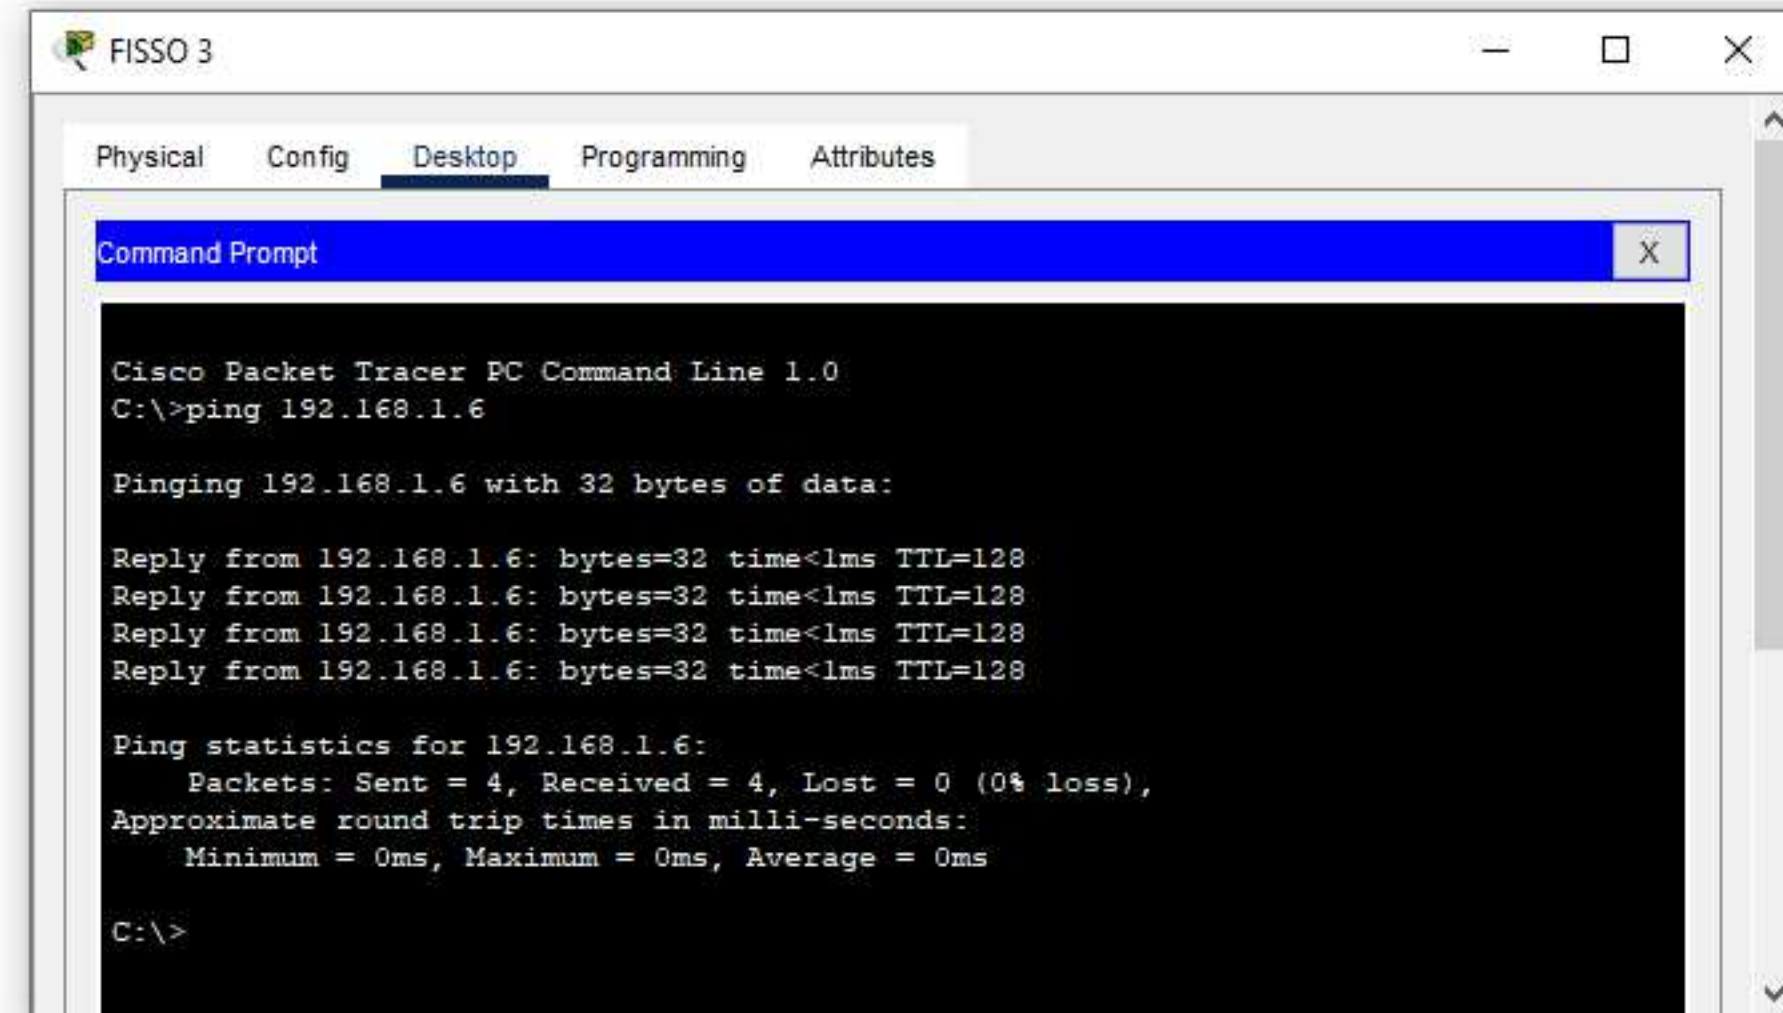 FISSO 3
Physical Config Desktop Programming Attributes
Command Prompt X
Cisco Packet Tracer PC Command Line 1.0
C:\>ping 192.168.1.6
Pinging 192.168.1.6 with 32 bytes of data:
Reply from 192.168.1.6: bytes=32 time<1ms TTL=128
Reply from 192.168.1.6: bytes=32 time<1ms TTL=128
Reply from 192.168.1.6: bytes=32 time<1ms TTL=128
Reply from 192.168.1.6: bytes=32 time<1ms TTL=128
Ping statistics for 192.168.1.6:
    Packets: Sent = 4, Received = 4, Lost = 0 (0% loss),
Approximate round trip times in milli-seconds:
    Minimum = 0ms, Maximum = 0ms, Average = 0ms
C:\>